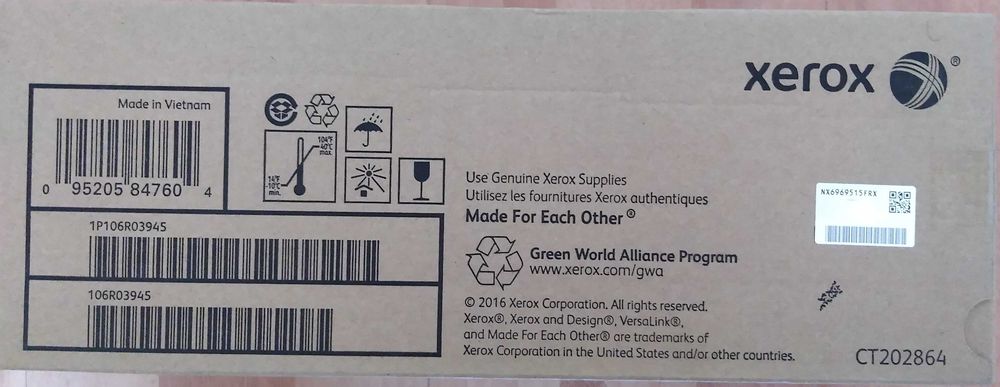 xerox ®
Made in Vietnam
0 95205 84760 4
104°F
40°C
max.
14°F
-10°C
min.
1P106R03945
106R03945
Use Genuine Xerox Supplies
Utilisez les fournitures Xerox authentiques
Made For Each Other®
Green World Alliance Program
www.xerox.com/gwa
© 2016 Xerox Corporation. All rights reserved.
Xerox®, Xerox and Design®, VersaLink®,
and Made For Each Other® are trademarks of
Xerox Corporation in the United States and/or other countries.
NX6969515FRX
CT202864